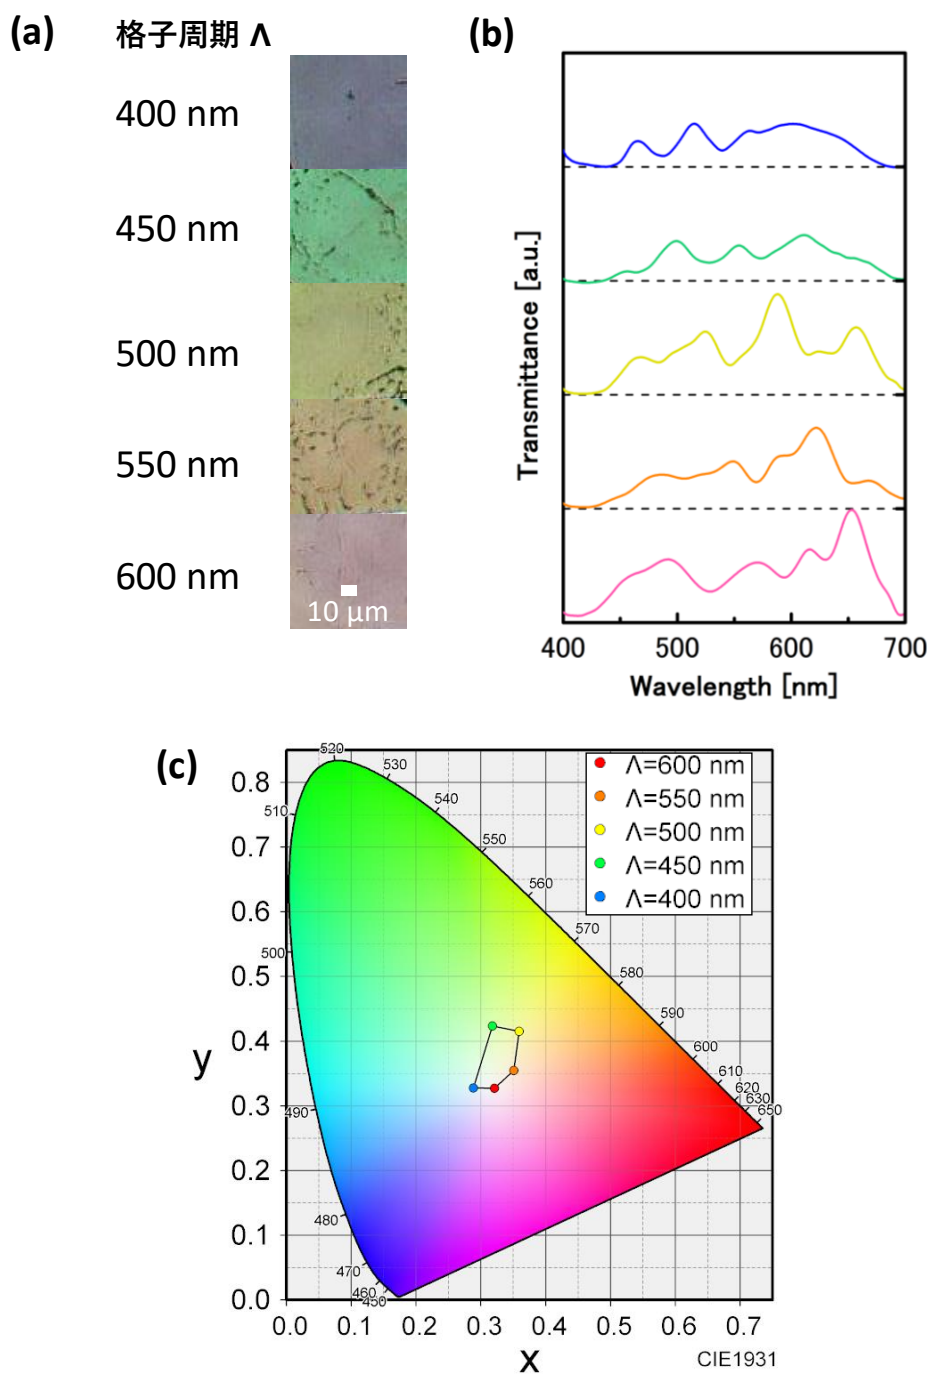 (a)
格子周期 Λ
400 nm
450 nm
500 nm
550 nm
600 nm
10 μm
(b)
Transmittance [a.u.]
400 500 600 700
Wavelength [nm]
(c)
Λ=600 nm
Λ=550 nm
Λ=500 nm
Λ=450 nm
Λ=400 nm
520
530
510
540
550
560
570
500
580
590
600
610
620
630
650
490
480
470
460
450
0.8
0.7
0.6
0.5
0.4
y
0.3
0.2
0.1
0.0
0.0 0.1 0.2 0.3 0.4 0.5 0.6 0.7
x
CIE1931